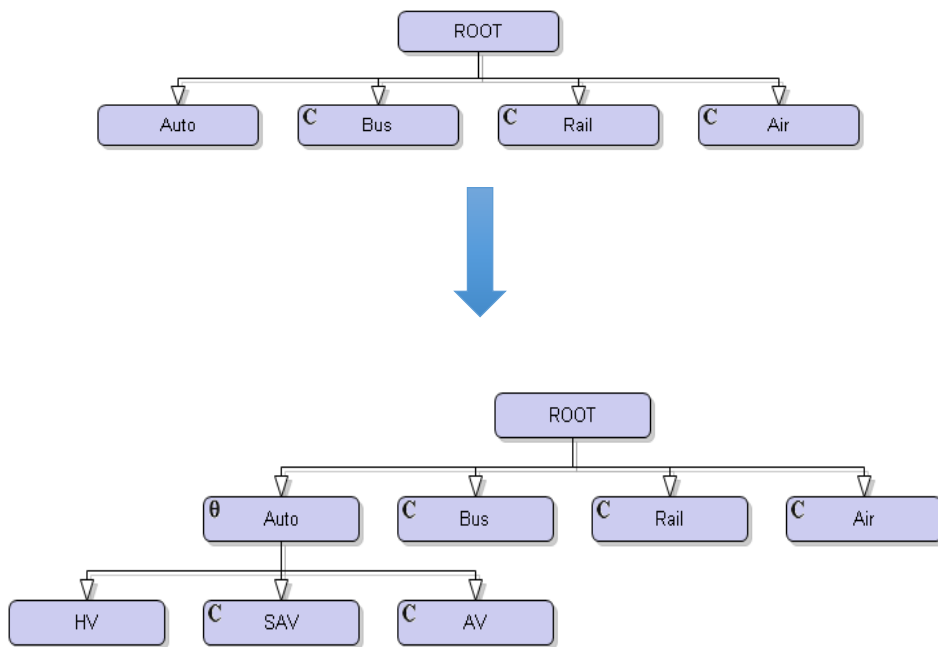 ROOT
Auto
C Bus
C Rail
C Air
ROOT
θ Auto
C Bus
C Rail
C Air
HV
C SAV
C AV